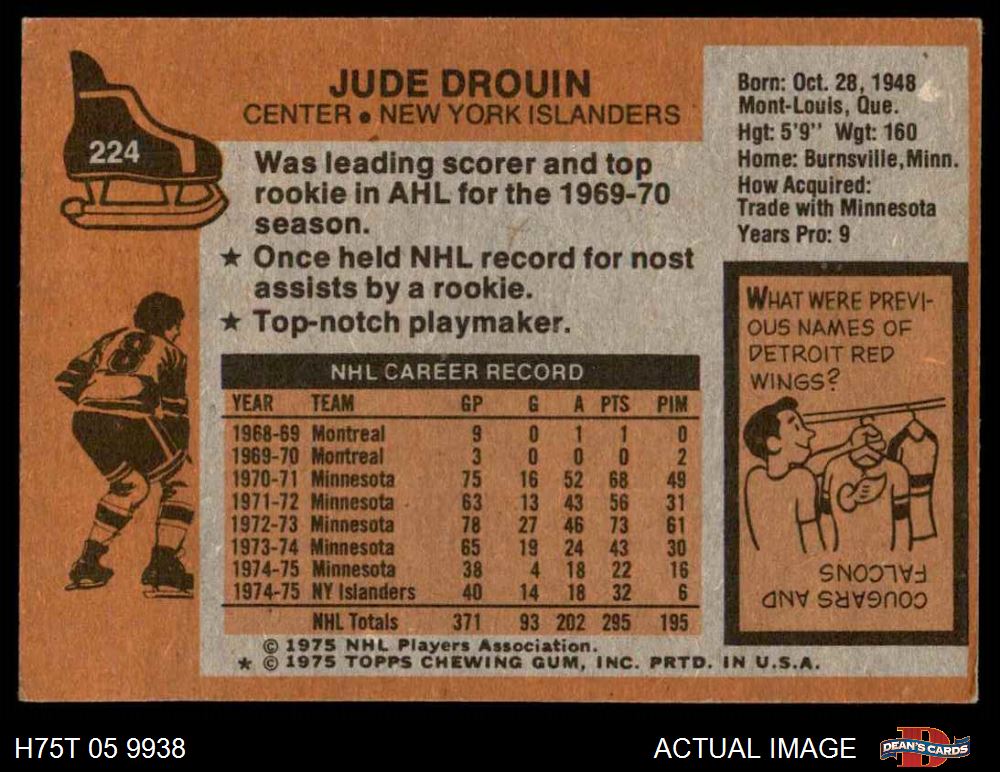 JUDE DROUIN
CENTER ● NEW YORK ISLANDERS
224
Was leading scorer and top
rookie in AHL for the 1969-70
season.
★ Once held NHL record for nost
assists by a rookie.
★ Top-notch playmaker.
Born: Oct. 28, 1948
Mont-Louis, Que.
Hgt: 5'9" Wgt: 160
Home: Burnsville, Minn.
How Acquired:
Trade with Minnesota
Years Pro: 9
NHL CAREER RECORD
YEAR TEAM GP G A PTS PIM
1968-69 Montreal 9 0 1 1 0
1969-70 Montreal 3 0 0 0 2
1970-71 Minnesota 75 16 52 68 49
1971-72 Minnesota 63 13 43 56 31
1972-73 Minnesota 78 27 46 73 61
1973-74 Minnesota 65 19 24 43 30
1974-75 Minnesota 38 4 18 22 16
1974-75 NY Islanders 40 14 18 32 6
NHL Totals 371 93 202 295 195
© 1975 NHL Players Association.
★ © 1975 TOPPS CHEWING GUM, INC. PRTD. IN U.S.A.
WHAT WERE PREVI-
OUS NAMES OF
DETROIT RED
WINGS?
COUGARS AND
FALCONS
8
H75T 05 9938
ACTUAL IMAGE
D
DEAN'S CARDS